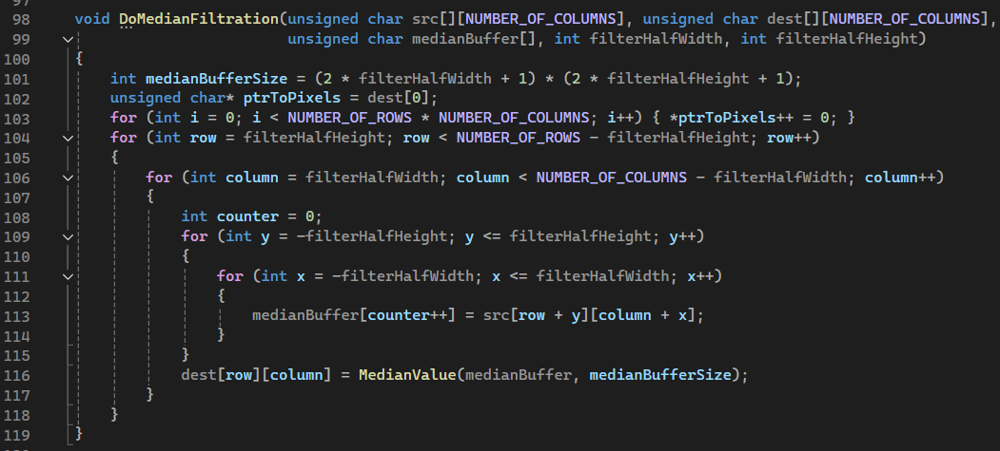 97
98 void DoMedianFiltration(unsigned char src[][NUMBER_OF_COLUMNS], unsigned char dest[][NUMBER_OF_COLUMNS],
99 unsigned char medianBuffer[], int filterHalfWidth, int filterHalfHeight)
100 {
101 int medianBufferSize = (2 * filterHalfWidth + 1) * (2 * filterHalfHeight + 1);
102 unsigned char* ptrToPixels = dest[0];
103 for (int i = 0; i < NUMBER_OF_ROWS * NUMBER_OF_COLUMNS; i++) { *ptrToPixels++ = 0; }
104 for (int row = filterHalfHeight; row < NUMBER_OF_ROWS - filterHalfHeight; row++)
105 {
106 for (int column = filterHalfWidth; column < NUMBER_OF_COLUMNS - filterHalfWidth; column++)
107 {
108 int counter = 0;
109 for (int y = -filterHalfHeight; y <= filterHalfHeight; y++)
110 {
111 for (int x = -filterHalfWidth; x <= filterHalfWidth; x++)
112 {
113 medianBuffer[counter++] = src[row + y][column + x];
114 }
115 }
116 dest[row][column] = MedianValue(medianBuffer, medianBufferSize);
117 }
118 }
119 }